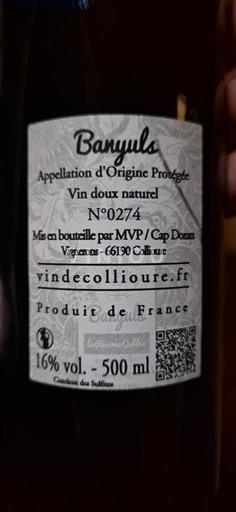 Banyuls
Appellation d'Origine Protégée
Vin doux naturel
N°0274
Mis en bouteille par MVP / Cap Dorats
Vignerons - 66190 Collioure
vindecollioure.fr
Produit de France
Banyuls
16% vol. - 500 ml
Contient des Sulfites